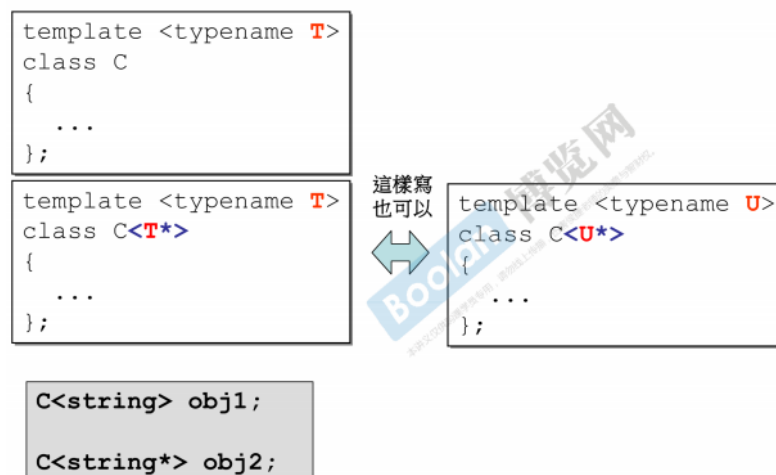 template <typename T>
class C
{
...
};
template <typename T>
class C<T*>
{
...
};
這樣寫
也可以
template <typename U>
class C<U*>
{
...
};
Boolan 博览网
C<string> obj1;
C<string*> obj2;